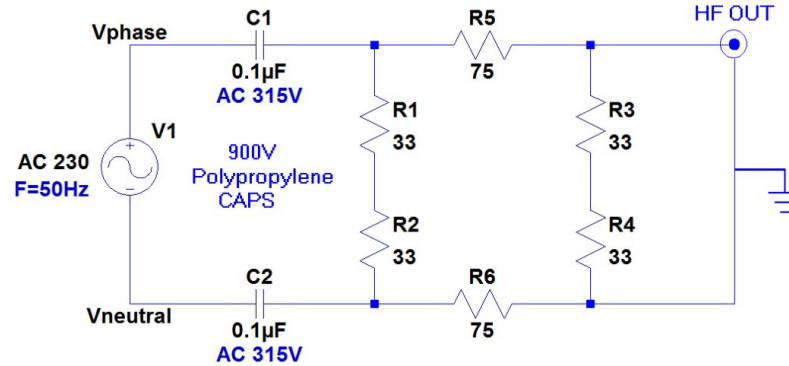 HF OUT
Vphase
C1
R5
0.1µF
AC 315V
75
V1
AC 230
F=50Hz
900V
Polypropylene
CAPS
R1
33
R3
33
R2
33
R4
33
C2
R6
Vneutral
0.1µF
AC 315V
75